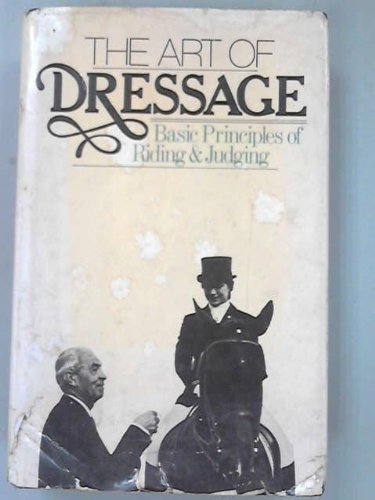 THE ART OF
DRESSAGE
Basic Principles of
Riding & Judging